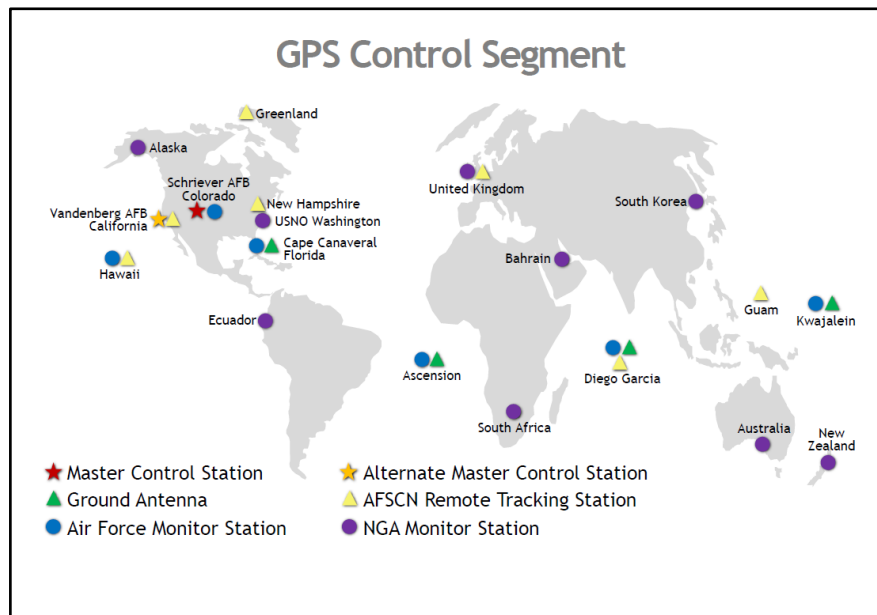 GPS Control Segment
Greenland
Alaska
Schriever AFB
Colorado
Vandenberg AFB
California
New Hampshire
USNO Washington
Cape Canaveral
Florida
Hawaii
United Kingdom
South Korea
Bahrain
Guam
Kwajalein
Ecuador
Ascension
Diego Garcia
South Africa
Australia
New
Zealand
Master Control Station
Alternate Master Control Station
Ground Antenna
AFSCN Remote Tracking Station
Air Force Monitor Station
NGA Monitor Station